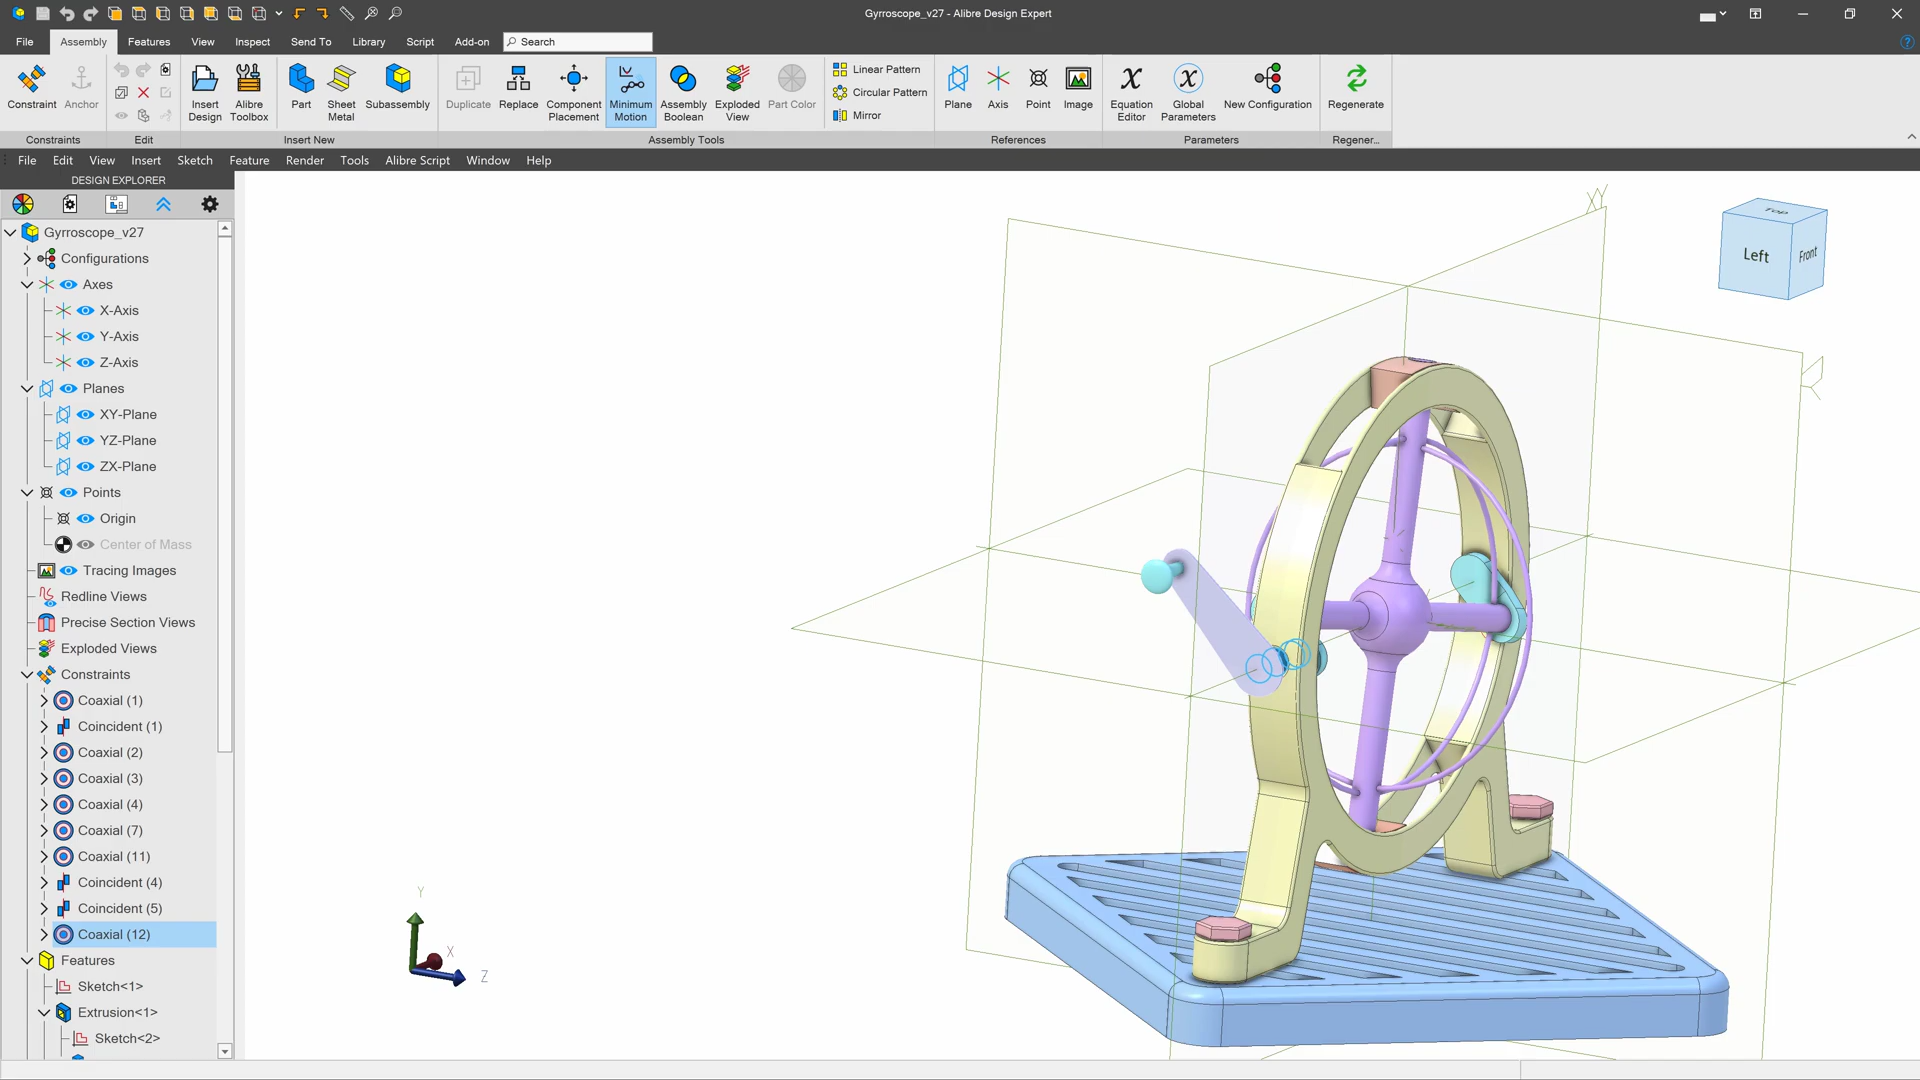 Gyrroscope_v27 - Alibre Design Expert
File Assembly Features View Inspect Send To Library Script Add-on Search
Constraint Anchor
Insert Design Alibre Toolbox
Part Sheet Metal Subassembly
Duplicate Replace Component Placement Minimum Motion Assembly Boolean Exploded View Part Color
Linear Pattern
Circular Pattern
Mirror
Plane Axis Point Image
Equation Editor Global Parameters New Configuration
Regenerate
Constraints Edit Insert New Assembly Tools References Parameters Regener...
File Edit View Insert Sketch Feature Render Tools Alibre Script Window Help
DESIGN EXPLORER
Gyrroscope_v27
Configurations
Axes
X-Axis
Y-Axis
Z-Axis
Planes
XY-Plane
YZ-Plane
ZX-Plane
Points
Origin
Center of Mass
Tracing Images
Redline Views
Precise Section Views
Exploded Views
Constraints
Coaxial (1)
Coincident (1)
Coaxial (2)
Coaxial (3)
Coaxial (4)
Coaxial (7)
Coaxial (11)
Coincident (4)
Coincident (5)
Coaxial (12)
Features
Sketch<1>
Extrusion<1>
Sketch<2>
Top
Left Front
Y
X
Z